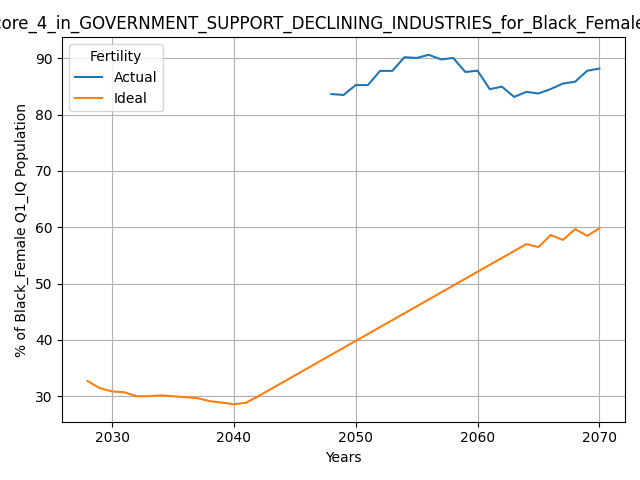 core_4_in_GOVERNMENT_SUPPORT_DECLINING_INDUSTRIES_for_Black_Female
Fertility
Actual
Ideal
% of Black_Female Q1_IQ Population
90
80
70
60
50
40
30
2030 2040 2050 2060 2070
Years